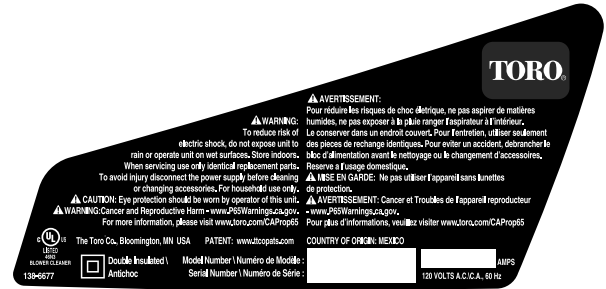 TORO®
⚠WARNING:
To reduce risk of
electric shock, do not expose unit to
rain or operate unit on wet surfaces. Store indoors.
When servicing use only identical replacement parts.
To avoid injury disconnect the power supply before cleaning
or changing accessories. For household use only.
⚠ CAUTION: Eye protection should be worn by operator of this unit.
⚠WARNING:Cancer and Reproductive Harm - www.P65Warnings.ca.gov.
For more information, please visit www.ttoro.com/CAProp65
⚠ AVERTISSEMENT:
Pour réduire les risques de choc életrique, ne pas aspirer de matières
humides, ne pas exposer à la pluie ranger l'aspirateur à l'intérieur.
Le conserver dans un endroit couvert. Pour l'entretien, utiliser seulement
des pieces de rechange identiques. Pour eviter un accident, debrancher le
bloc d'alimentation avant le nettoyage ou le changement d'accessoires.
Reserve a l'usage domestique.
⚠ MISE EN GARDE: Ne pas utiliser l'appareil sans lunettes
de protection.
⚠ AVERTISSEMENT: Cancer et Troubles de l'appareil reproducteur
- www.P65Warnings.ca.gov.
Pour plus d'informations, veuillez visiter www.toro.com/CAProp65
C UL US
LISTED
46N3
BLOWER CLEANER
138-6677
The Toro Co., Bloomington, MN USA PATENT: www.ttcopats.com COUNTRY OF ORIGIN: MEXICO
Double Insulated \
Antichoc
Model Number \ Numéro de Modèle :
Serial Number \ Numéro de Série :
AMPS
120 VOLTS A.C.\C.A., 60 Hz